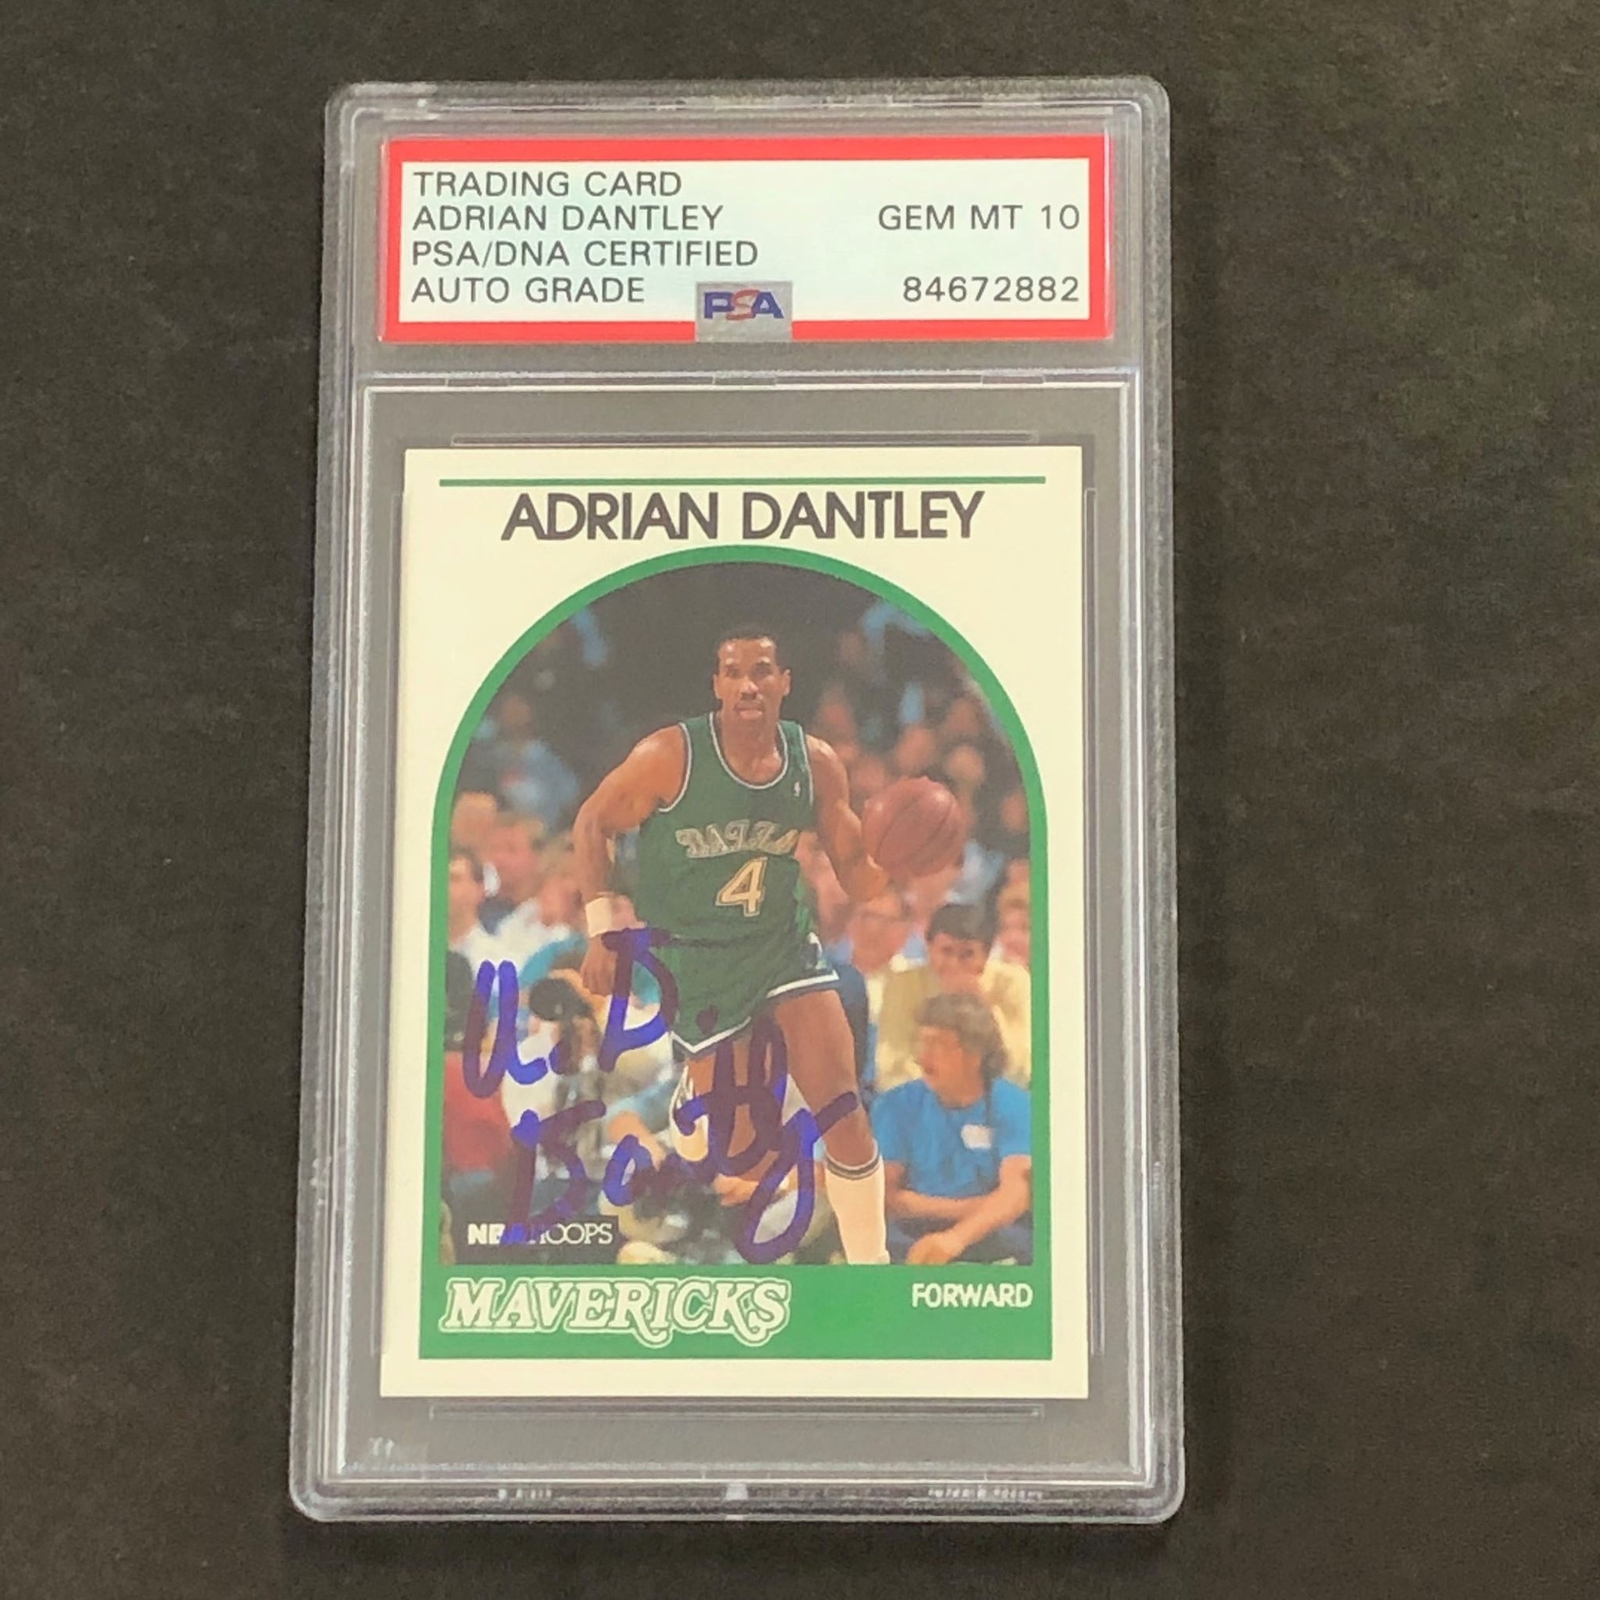 TRADING CARD
ADRIAN DANTLEY GEM MT 10
PSA/DNA CERTIFIED
AUTO GRADE 84672882
PSA
ADRIAN DANTLEY
DALLAS
4
A. D.
Dantley
NBA HOOPS
MAVERICKS FORWARD